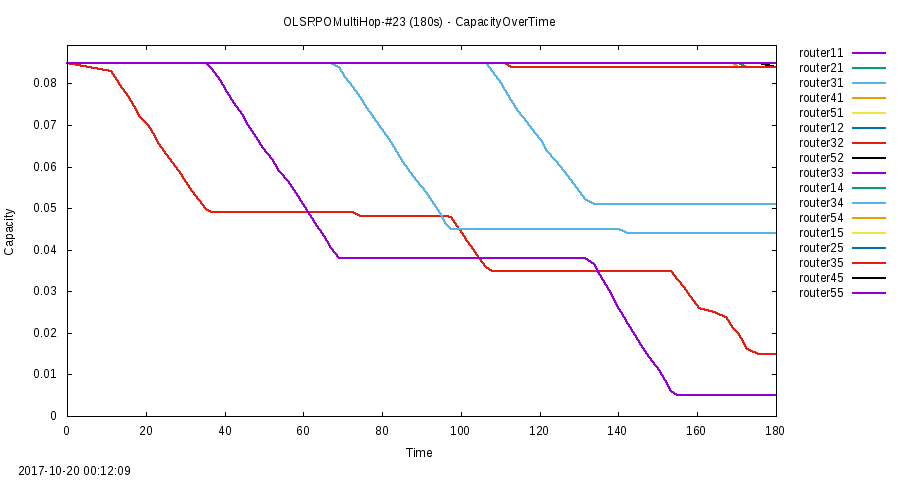 OLSRPOMultiHop-#23 (180s) - CapacityOverTime
router11
router21
router31
router41
router51
router12
router32
router52
router33
router14
router34
router54
router15
router25
router35
router45
router55
Capacity
0.08
0.07
0.06
0.05
0.04
0.03
0.02
0.01
0
0 20 40 60 80 100 120 140 160 180
Time
2017-10-20 00:12:09